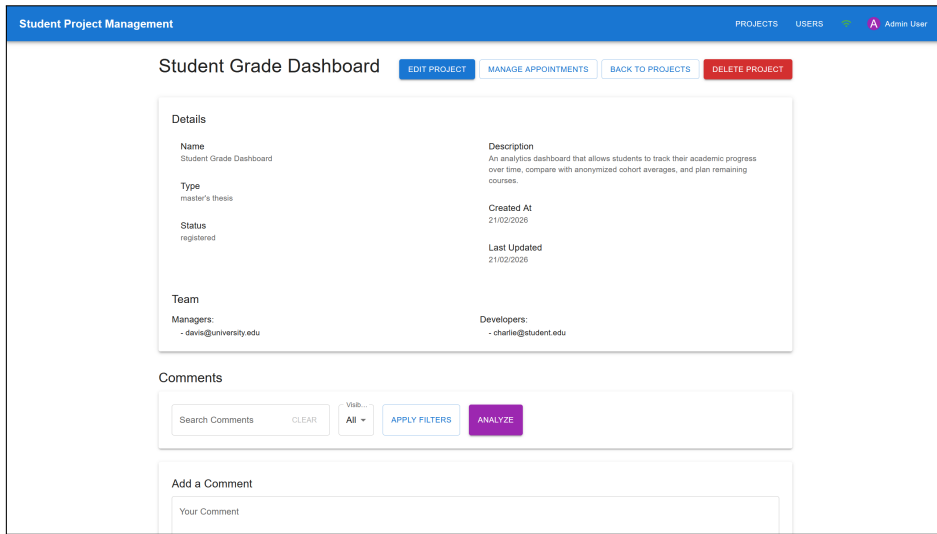 Student Project Management
PROJECTS USERS A Admin User
Student Grade Dashboard
EDIT PROJECT MANAGE APPOINTMENTS BACK TO PROJECTS DELETE PROJECT
Details
Name
Student Grade Dashboard
Type
master's thesis
Status
registered
Description
An analytics dashboard that allows students to track their academic progress
over time, compare with anonymized cohort averages, and plan remaining
courses.
Created At
21/02/2026
Last Updated
21/02/2026
Team
Managers:
- davis@university.edu
Developers:
- charlie@student.edu
Comments
Search Comments CLEAR
Visib...
All
APPLY FILTERS
ANALYZE
Add a Comment
Your Comment